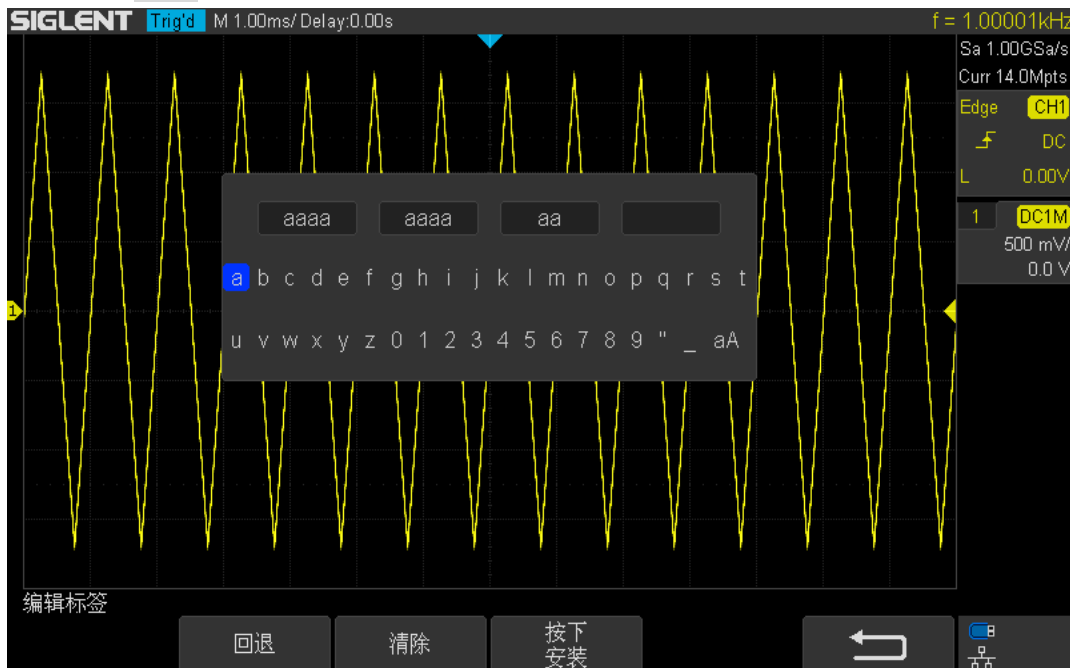 SIGLENT Trig'd M 1.00ms/ Delay:0.00s f = 1.00001kHz
Sa 1.00GSa/s
Curr 14.0Mpts
Edge CH1
DC
L 0.00V
1 DC1M
500 mV/
0.0 V
aaaa aaaa aa
a b c d e f g h i j k l m n o p q r s t
u v w x y z 0 1 2 3 4 5 6 7 8 9 " _ aA
1
编辑标签
回退 清除 按下
安装